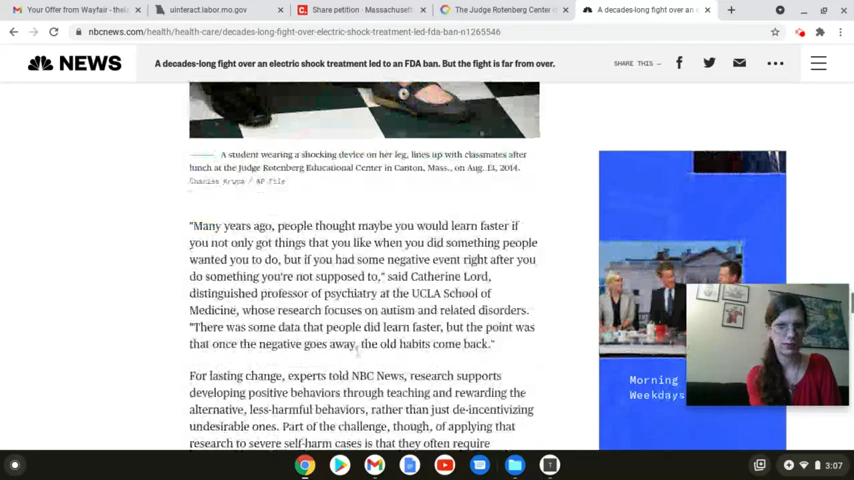 Your Offer from Wayfair - thela
uinteract.labor.mo.gov
Share petition · Massachuset
The Judge Rotenberg Center o
A decades-long fight over an e
nbcnews.com/health/health-care/decades-long-fight-over-electric-shock-treatment-led-fda-ban-n1265546
NEWS
A decades-long fight over an electric shock treatment led to an FDA ban. But the fight is far from over.
SHARE THIS —
A student wearing a shocking device on her leg, lines up with classmates after
lunch at the Judge Rotenberg Educational Center in Canton, Mass., on Aug. 13, 2014.
Charles Krupa / AP file
"Many years ago, people thought maybe you would learn faster if
you not only got things that you like when you did something people
wanted you to do, but if you had some negative event right after you
do something you're not supposed to," said Catherine Lord,
distinguished professor of psychiatry at the UCLA School of
Medicine, whose research focuses on autism and related disorders.
"There was some data that people did learn faster, but the point was
that once the negative goes away, the old habits come back."
For lasting change, experts told NBC News, research supports
developing positive behaviors through teaching and rewarding the
alternative, less-harmful behaviors, rather than just de-incentivizing
undesirable ones. Part of the challenge, though, of applying that
research to severe self-harm cases is that they often require
Morning
Weekdays
3:07